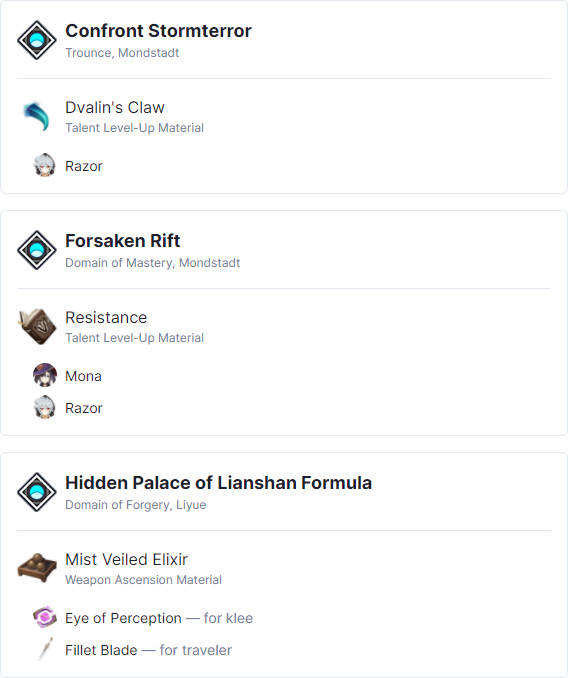 Confront Stormterror
Trounce, Mondstadt
Dvalin's Claw
Talent Level-Up Material
Razor
Forsaken Rift
Domain of Mastery, Mondstadt
Resistance
Talent Level-Up Material
Mona
Razor
Hidden Palace of Lianshan Formula
Domain of Forgery, Liyue
Mist Veiled Elixir
Weapon Ascension Material
Eye of Perception — for klee
Fillet Blade — for traveler